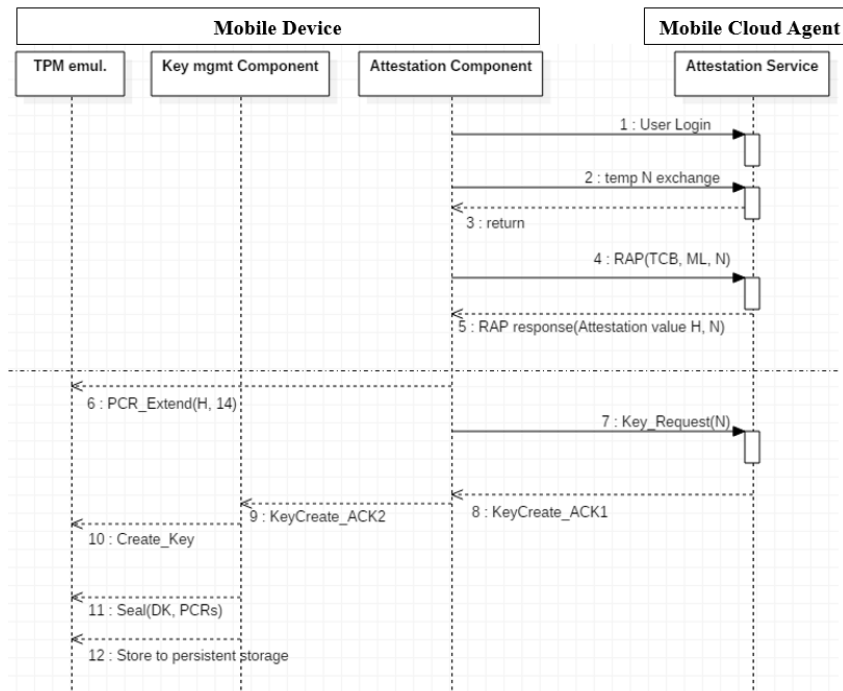 Mobile Device
Mobile Cloud Agent
TPM emul.
Key mgmt Component
Attestation Component
Attestation Service
1 : User Login
2 : temp N exchange
3 : return
4 : RAP(TCB, ML, N)
5 : RAP response(Attestation value H, N)
6 : PCR_Extend(H, 14)
7 : Key_Request(N)
8 : KeyCreate_ACK1
9 : KeyCreate_ACK2
10 : Create_Key
11 : Seal(DK, PCRs)
12 : Store to persistent storage